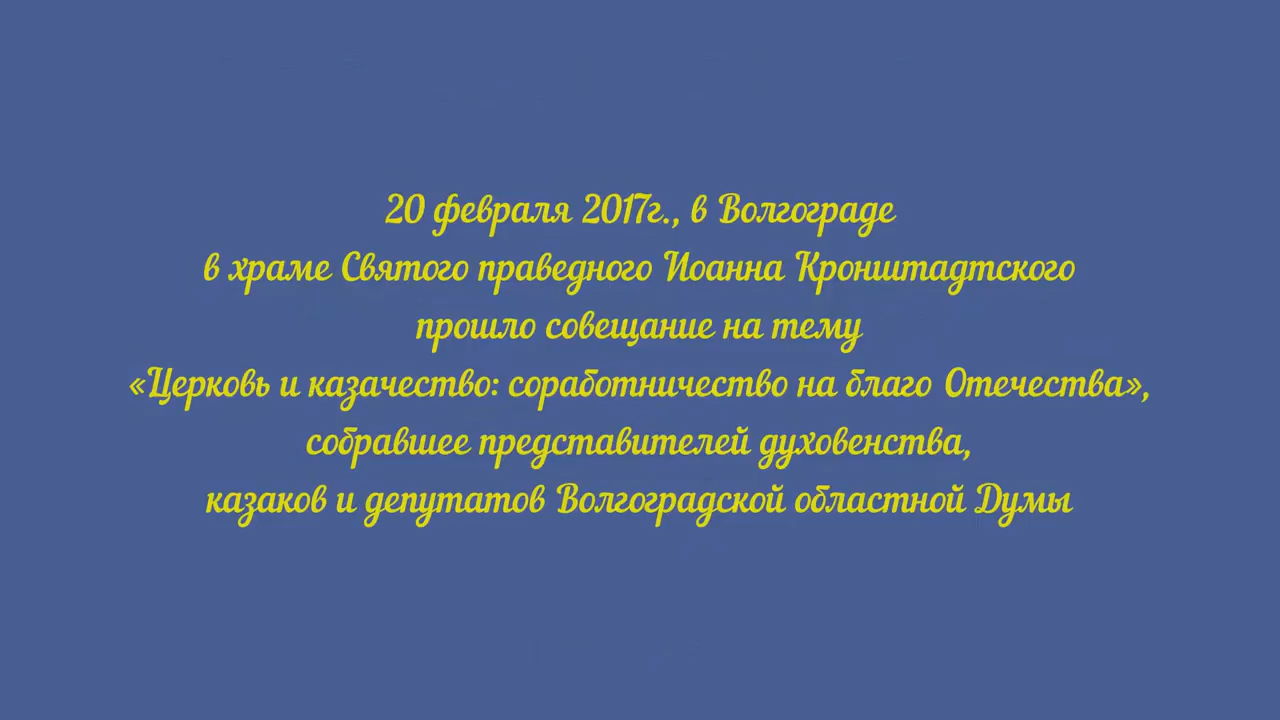 20 февраля 2017г., в Волгограде
в храме Святого праведного Иоанна Кронштадтского
прошло совещание на тему
«Церковь и казачество: соработничество на благо Отечества»,
собравшее представителей духовенства,
казаков и депутатов Волгоградской областной Думы